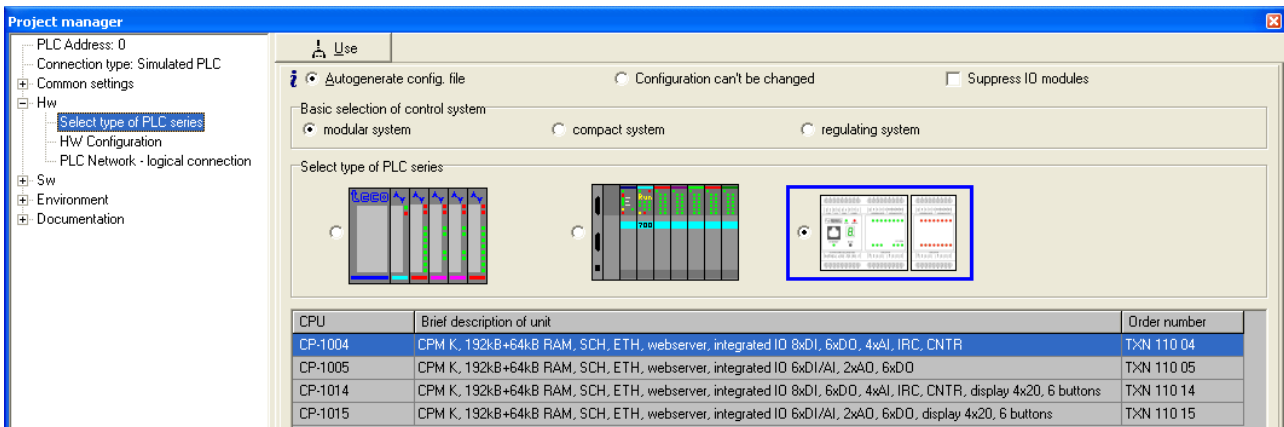 Project manager
PLC Address: 0
Connection type: Simulated PLC
Common settings
Hw
Select type of PLC series
HW Configuration
PLC Network - logical connection
Sw
Environment
Documentation
Use
Autogenerate config. file
Configuration can't be changed
Suppress IO modules
Basic selection of control system
modular system
compact system
regulating system
Select type of PLC series
teco
700
CPU Brief description of unit Order number
CP-1004 CPM K, 192kB+64kB RAM, SCH, ETH, webserver, integrated IO 8xDI, 6xDO, 4xAI, IRC, CNTR TXN 110 04
CP-1005 CPM K, 192kB+64kB RAM, SCH, ETH, webserver, integrated IO 6xDI/AI, 2xAO, 6xDO TXN 110 05
CP-1014 CPM K, 192kB+64kB RAM, SCH, ETH, webserver, integrated IO 8xDI, 6xDO, 4xAI, IRC, CNTR, display 4x20, 6 buttons TXN 110 14
CP-1015 CPM K, 192kB+64kB RAM, SCH, ETH, webserver, integrated IO 6xDI/AI, 2xAO, 6xDO, display 4x20, 6 buttons TXN 110 15